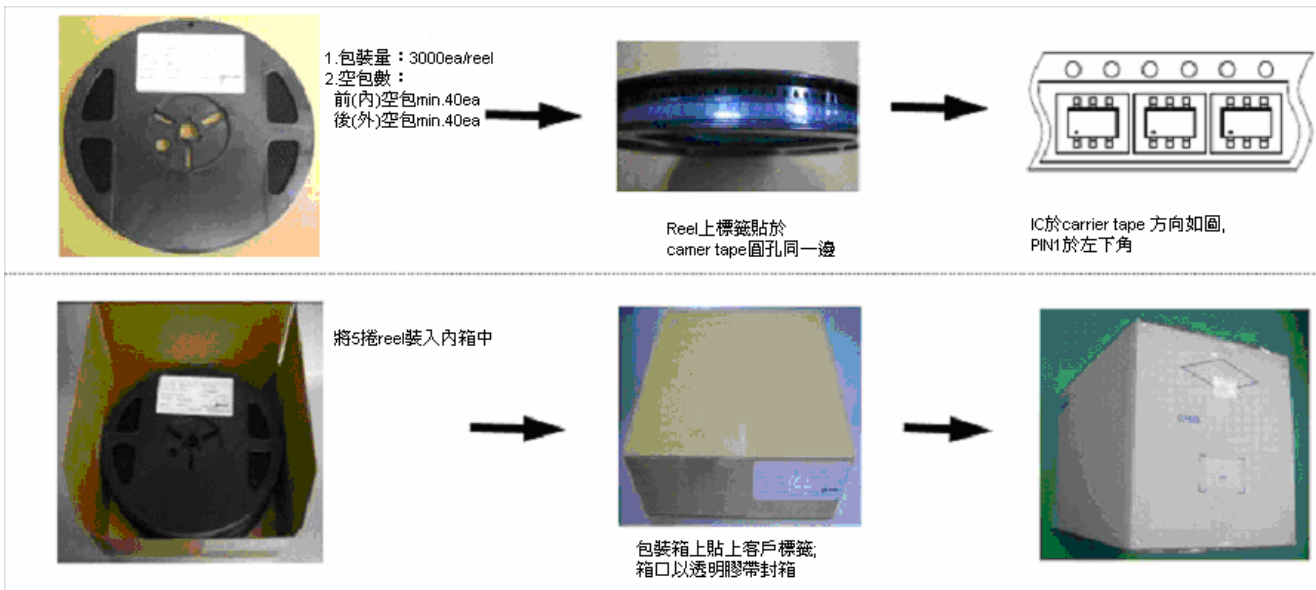 1.包裝量：3000ea/reel
2.空包數：
前(內)空包min.40ea
後(外)空包min.40ea
Reel上標籤貼於
camer tape圓孔同一邊
IC於carrier tape 方向如圖,
PIN1於左下角
將5捲reel裝入內箱中
包裝箱上貼上客戶標籤;
箱口以透明膠帶封箱